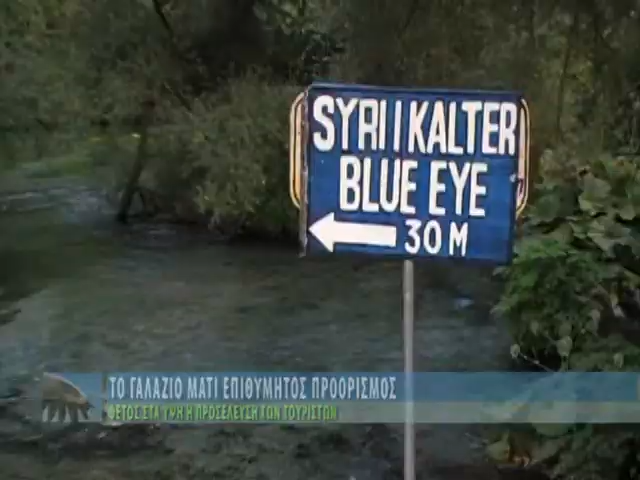 SYRI I KALTER
BLUE EYE
30 M
ΤΟ ΓΑΛΑΖΙΟ ΜΑΤΙ ΕΠΙΘΥΜΗΤΟΣ ΠΡΟΟΡΙΣΜΟΣ
ΦΕΤΟΣ ΣΤΑ ΥΨΗ Η ΠΡΟΣΕΛΕΥΣΗ ΤΩΝ ΤΟΥΡΙΣΤΩΝ